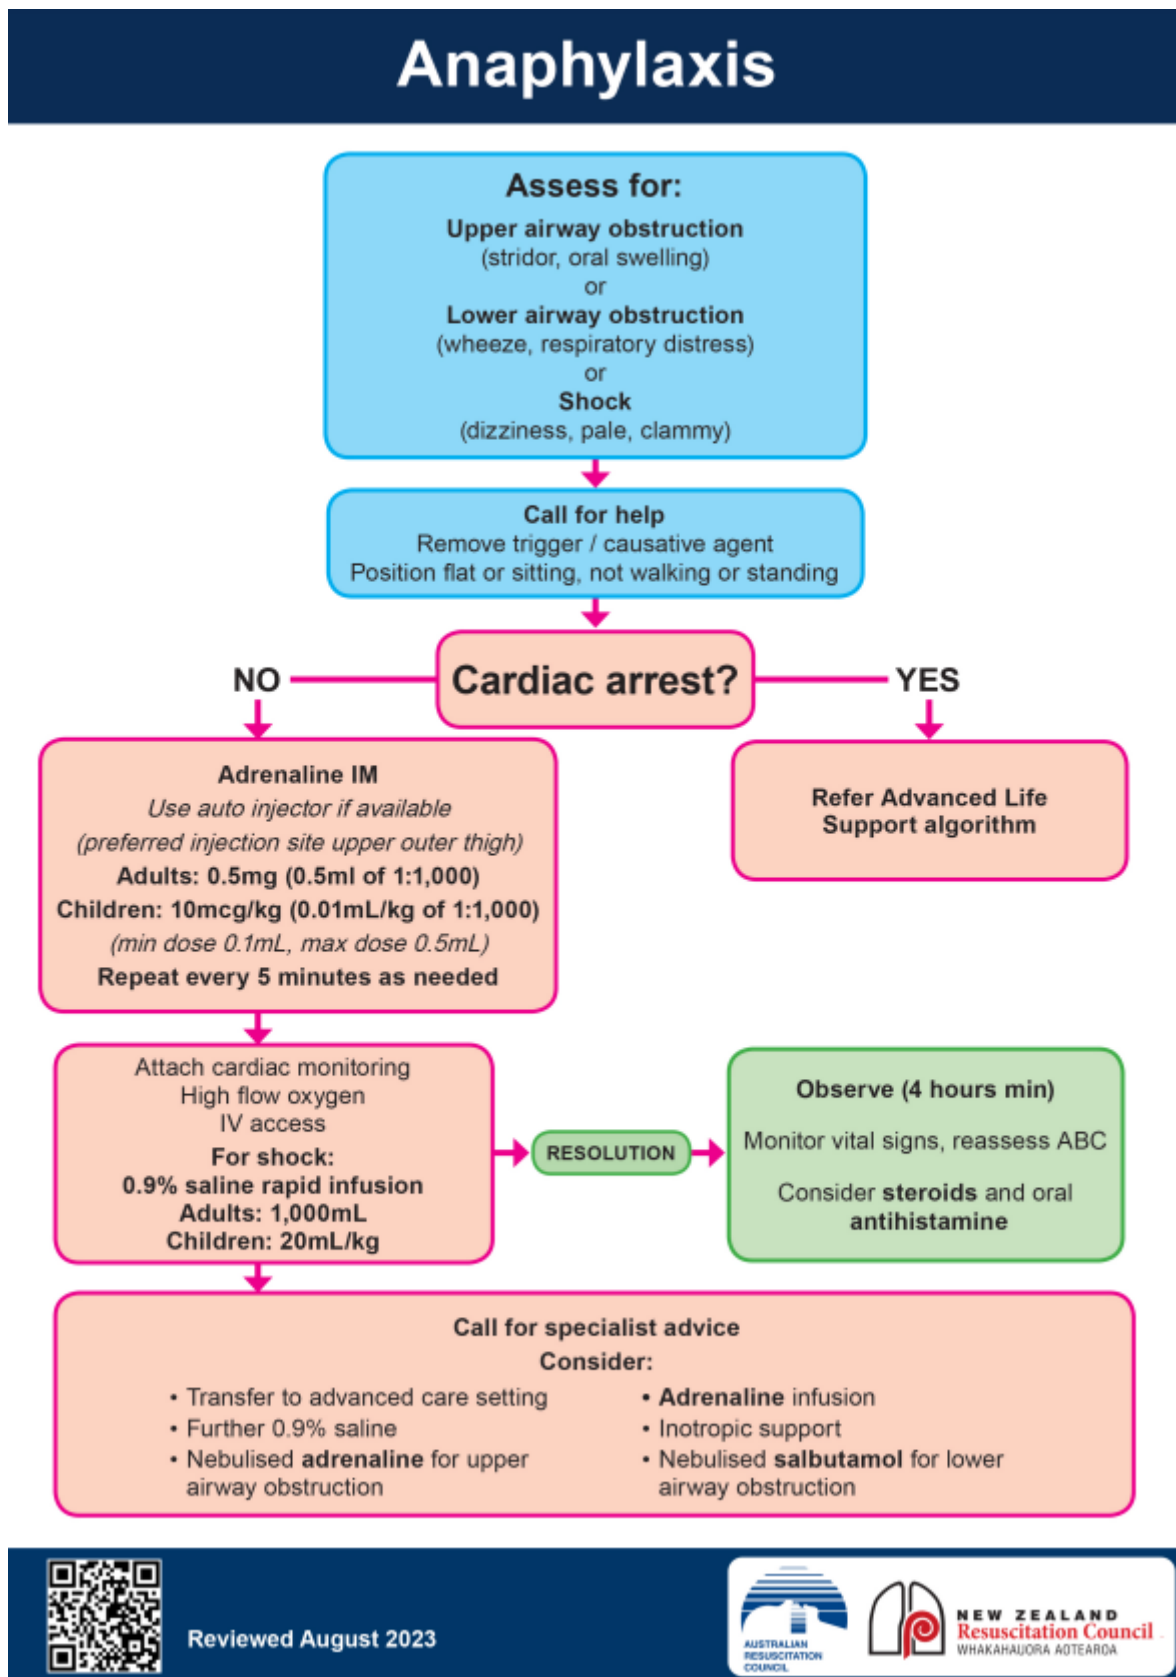 Anaphylaxis
Assess for:
Upper airway obstruction
(stridor, oral swelling)
or
Lower airway obstruction
(wheeze, respiratory distress)
or
Shock
(dizziness, pale, clammy)
Call for help
Remove trigger / causative agent
Position flat or sitting, not walking or standing
NO
Cardiac arrest?
YES
Adrenaline IM
Use auto injector if available
(preferred injection site upper outer thigh)
Adults: 0.5mg (0.5ml of 1:1,000)
Children: 10mcg/kg (0.01mL/kg of 1:1,000)
(min dose 0.1mL, max dose 0.5mL)
Repeat every 5 minutes as needed
Refer Advanced Life
Support algorithm
Attach cardiac monitoring
High flow oxygen
IV access
For shock:
0.9% saline rapid infusion
Adults: 1,000mL
Children: 20mL/kg
RESOLUTION
Observe (4 hours min)
Monitor vital signs, reassess ABC
Consider steroids and oral
antihistamine
Call for specialist advice
Consider:
• Transfer to advanced care setting
• Further 0.9% saline
• Nebulised adrenaline for upper
airway obstruction
• Adrenaline infusion
• Inotropic support
• Nebulised salbutamol for lower
airway obstruction
Reviewed August 2023
AUSTRALIAN
RESUSCITATION
COUNCIL
NEW ZEALAND
Resuscitation Council
WHAKAHAUORA AOTEAROA